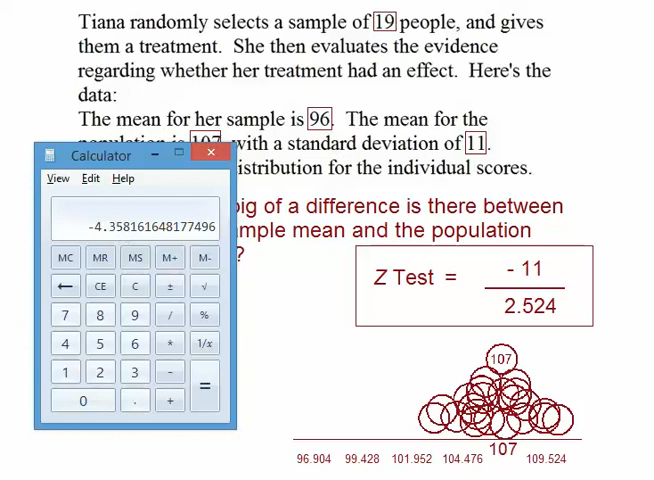 Tiana randomly selects a sample of 19 people, and gives
them a treatment. She then evaluates the evidence
regarding whether her treatment had an effect. Here's the
data:
The mean for her sample is 96. The mean for the
107, with a standard deviation of 11.
Calculator
istribution for the individual scores.
View Edit Help
big of a difference is there between
-4.358161648177496
mple mean and the population
?
MC MR MS M+ M-
Z Test = - 11
2.524
← CE C ± √
7 8 9 / %
4 5 6 * 1/x
1 2 3 - =
0 . +
107
107
96.904 99.428 101.952 104.476 109.524